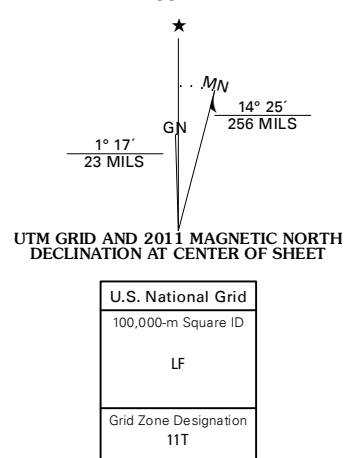 ★
MN
14° 25´
256 MILS
GN
1° 17´
23 MILS
UTM GRID AND 2011 MAGNETIC NORTH
DECLINATION AT CENTER OF SHEET
U.S. National Grid
100,000-m Square ID
LF
Grid Zone Designation
11T